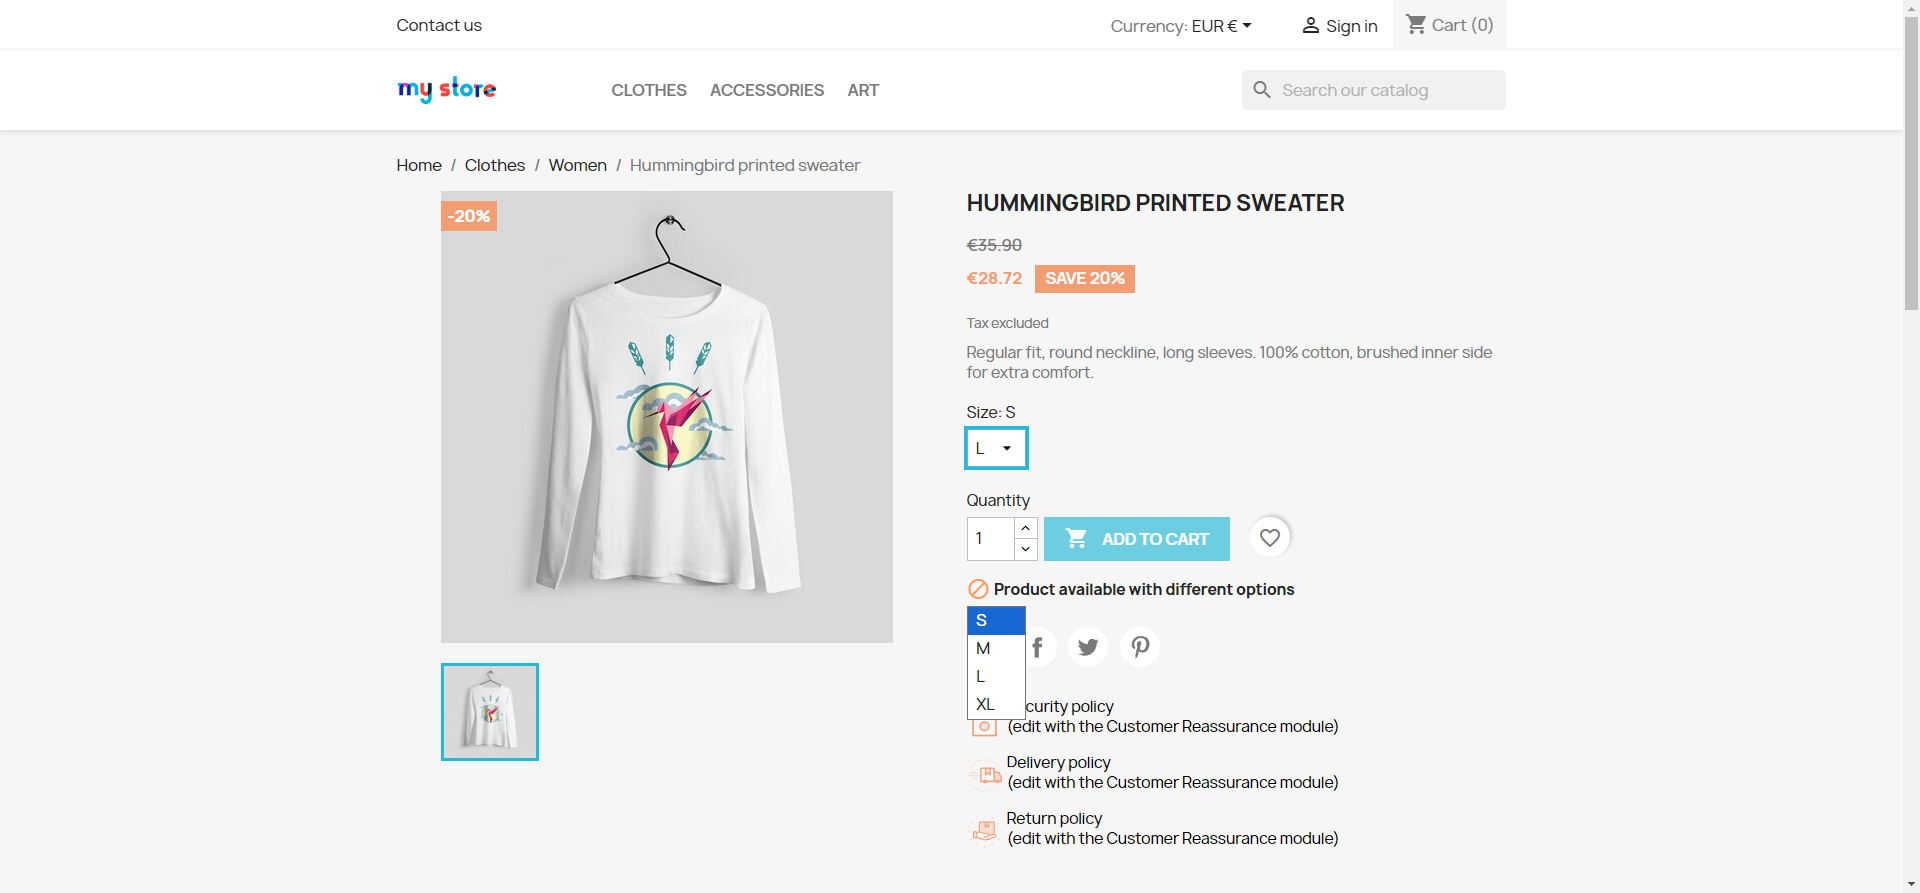 Contact us
Currency: EUR €
Sign in
Cart (0)
my store
CLOTHES
ACCESSORIES
ART
Search our catalog
Home / Clothes / Women / Hummingbird printed sweater
-20%
HUMMINGBIRD PRINTED SWEATER
€35.90
€28.72
SAVE 20%
Tax excluded
Regular fit, round neckline, long sleeves. 100% cotton, brushed inner side
for extra comfort.
Size: S
L
Quantity
1
ADD TO CART
Product available with different options
S
M
L
XL
curity policy
(edit with the Customer Reassurance module)
Delivery policy
(edit with the Customer Reassurance module)
Return policy
(edit with the Customer Reassurance module)